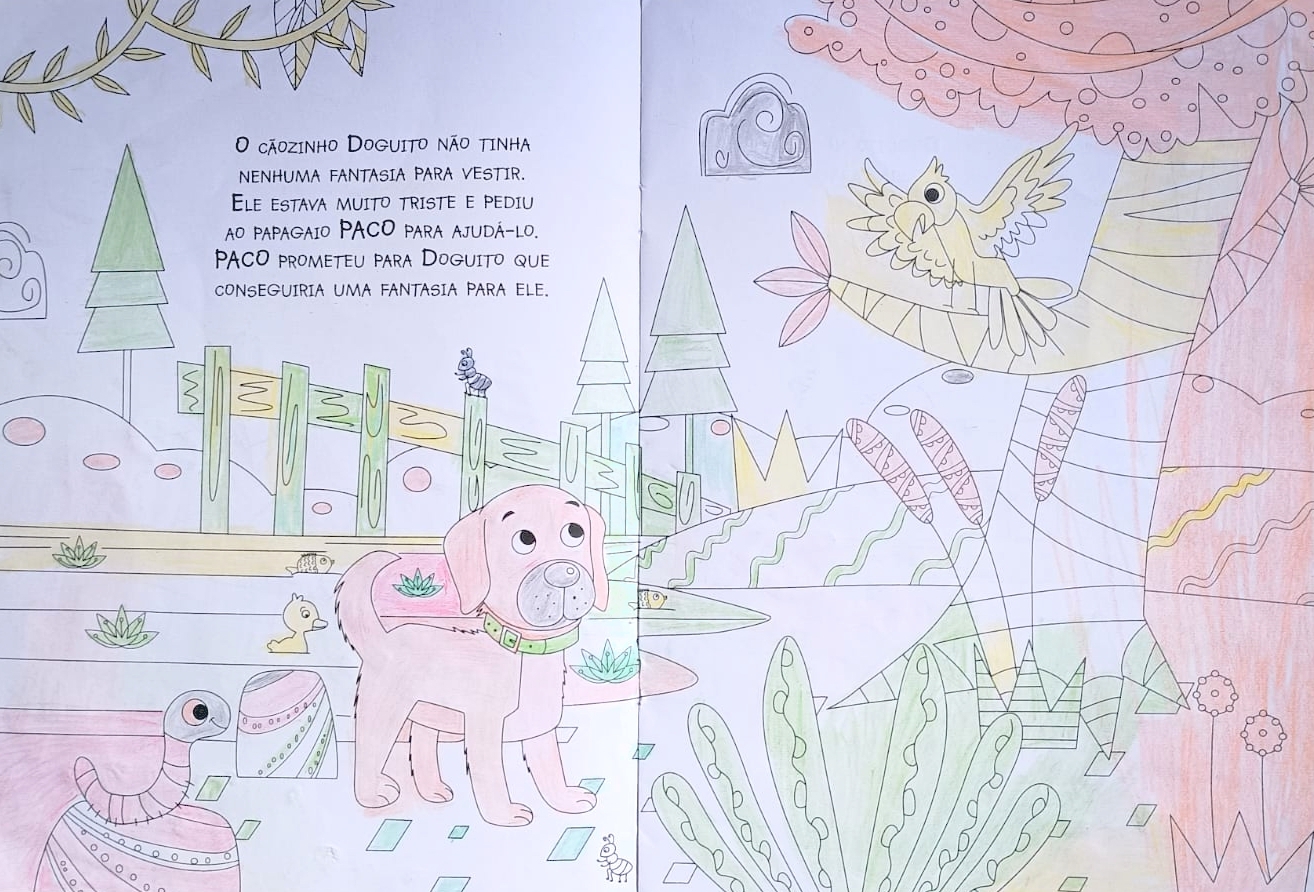 O cãozinho Doguito não tinha
nenhuma fantasia para vestir.
Ele estava muito triste e pediu
ao papagaio PACO para ajudá-lo.
PACO prometeu para Doguito que
conseguiria uma fantasia para ele.